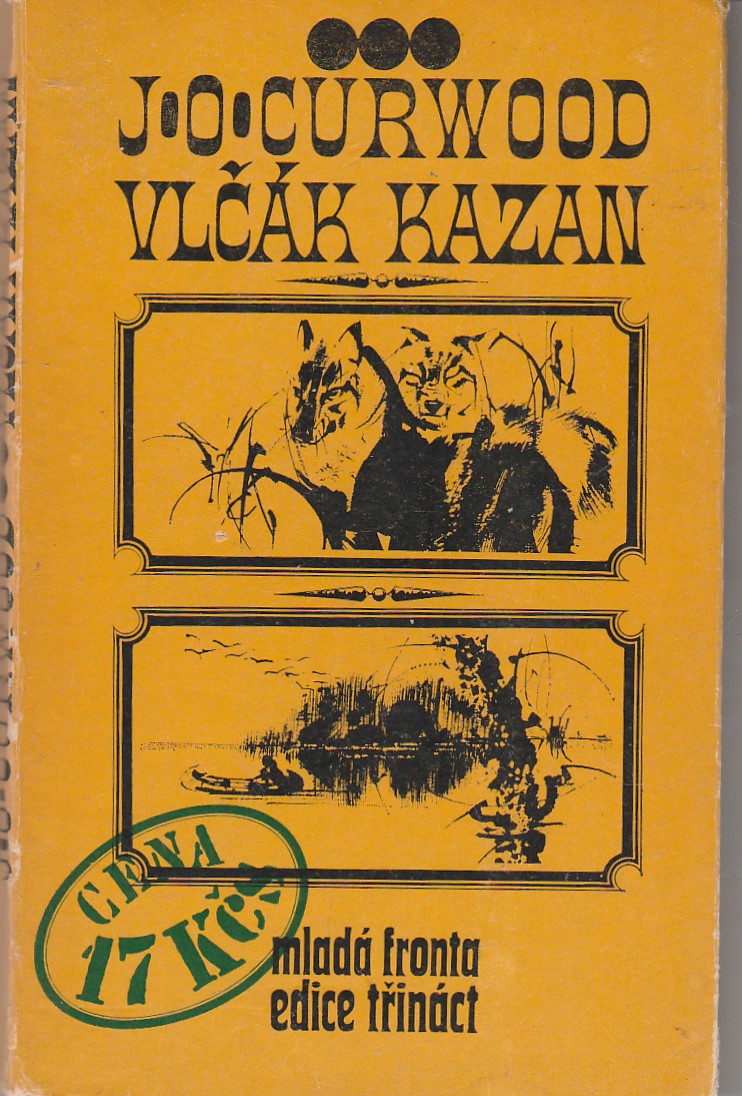 J·O·CURWOOD
VLČÁK KAZAN
CENA
17 Kčs
mladá fronta
edice třináct